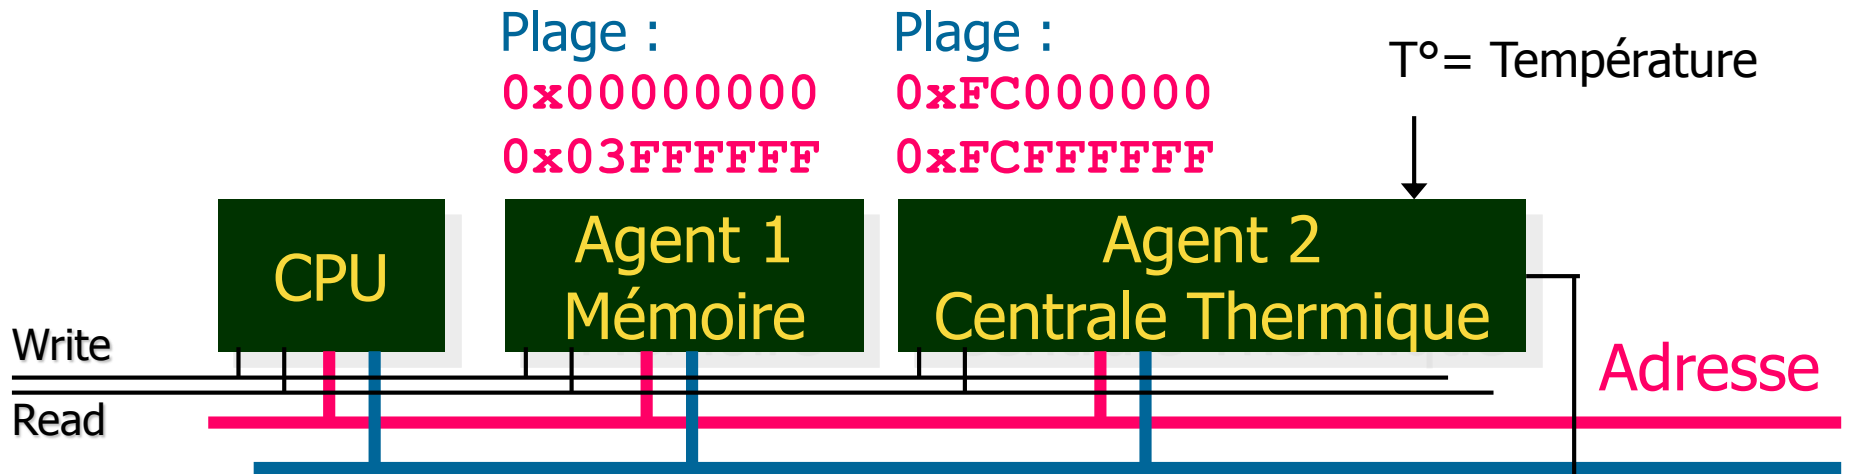 Plage :
0x00000000
0x03FFFFFF
Plage :
0xFC000000
0xFCFFFFFF
T°= Température
CPU
Agent 1
Mémoire
Agent 2
Centrale Thermique
Write
Read
Adresse